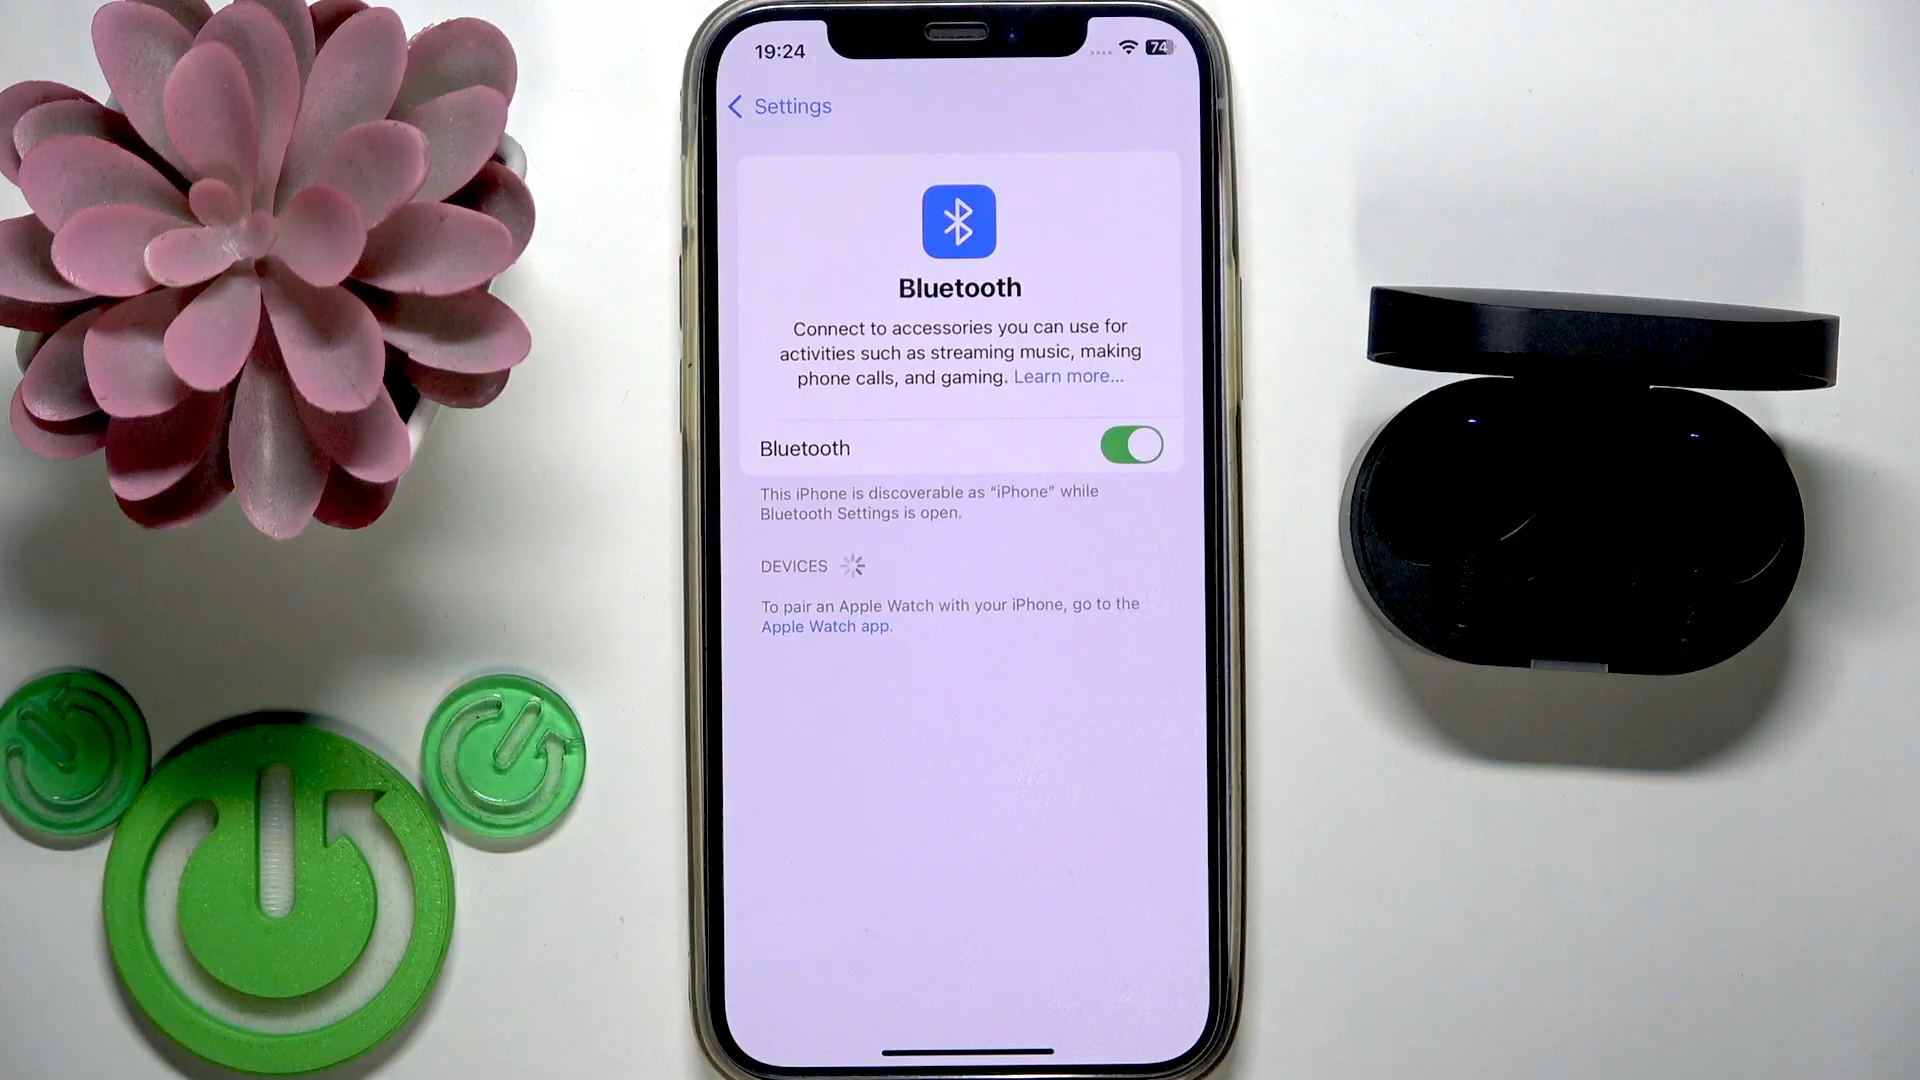 19:24
74
Settings
Bluetooth
Connect to accessories you can use for
activities such as streaming music, making
phone calls, and gaming. Learn more...
Bluetooth
This iPhone is discoverable as “iPhone” while
Bluetooth Settings is open.
DEVICES
To pair an Apple Watch with your iPhone, go to the
Apple Watch app.